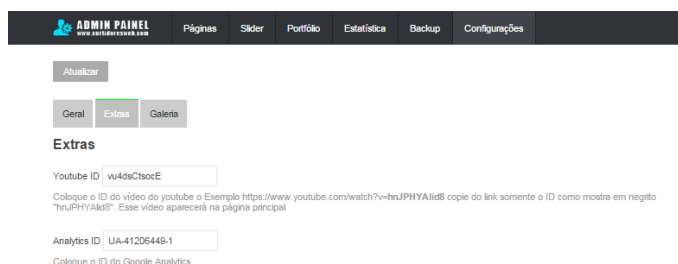 ADMIN PAINEL
www.curtidoresweb.com
Páginas Slider Portfólio Estatística Backup Configurações
Atualizar
Geral Extras Galeria
Extras
Youtube ID vu4dsCtsocE
Coloque o ID do vídeo do youtube o Exemplo https://www.youtube.com/watch?v=hnJPHYAlid8 copie do link somente o ID como mostra em negrito
"hnJPHYAlid8". Esse vídeo aparecerá na página principal
Analytics ID UA-41206449-1
Coloque o ID do Google Analytics